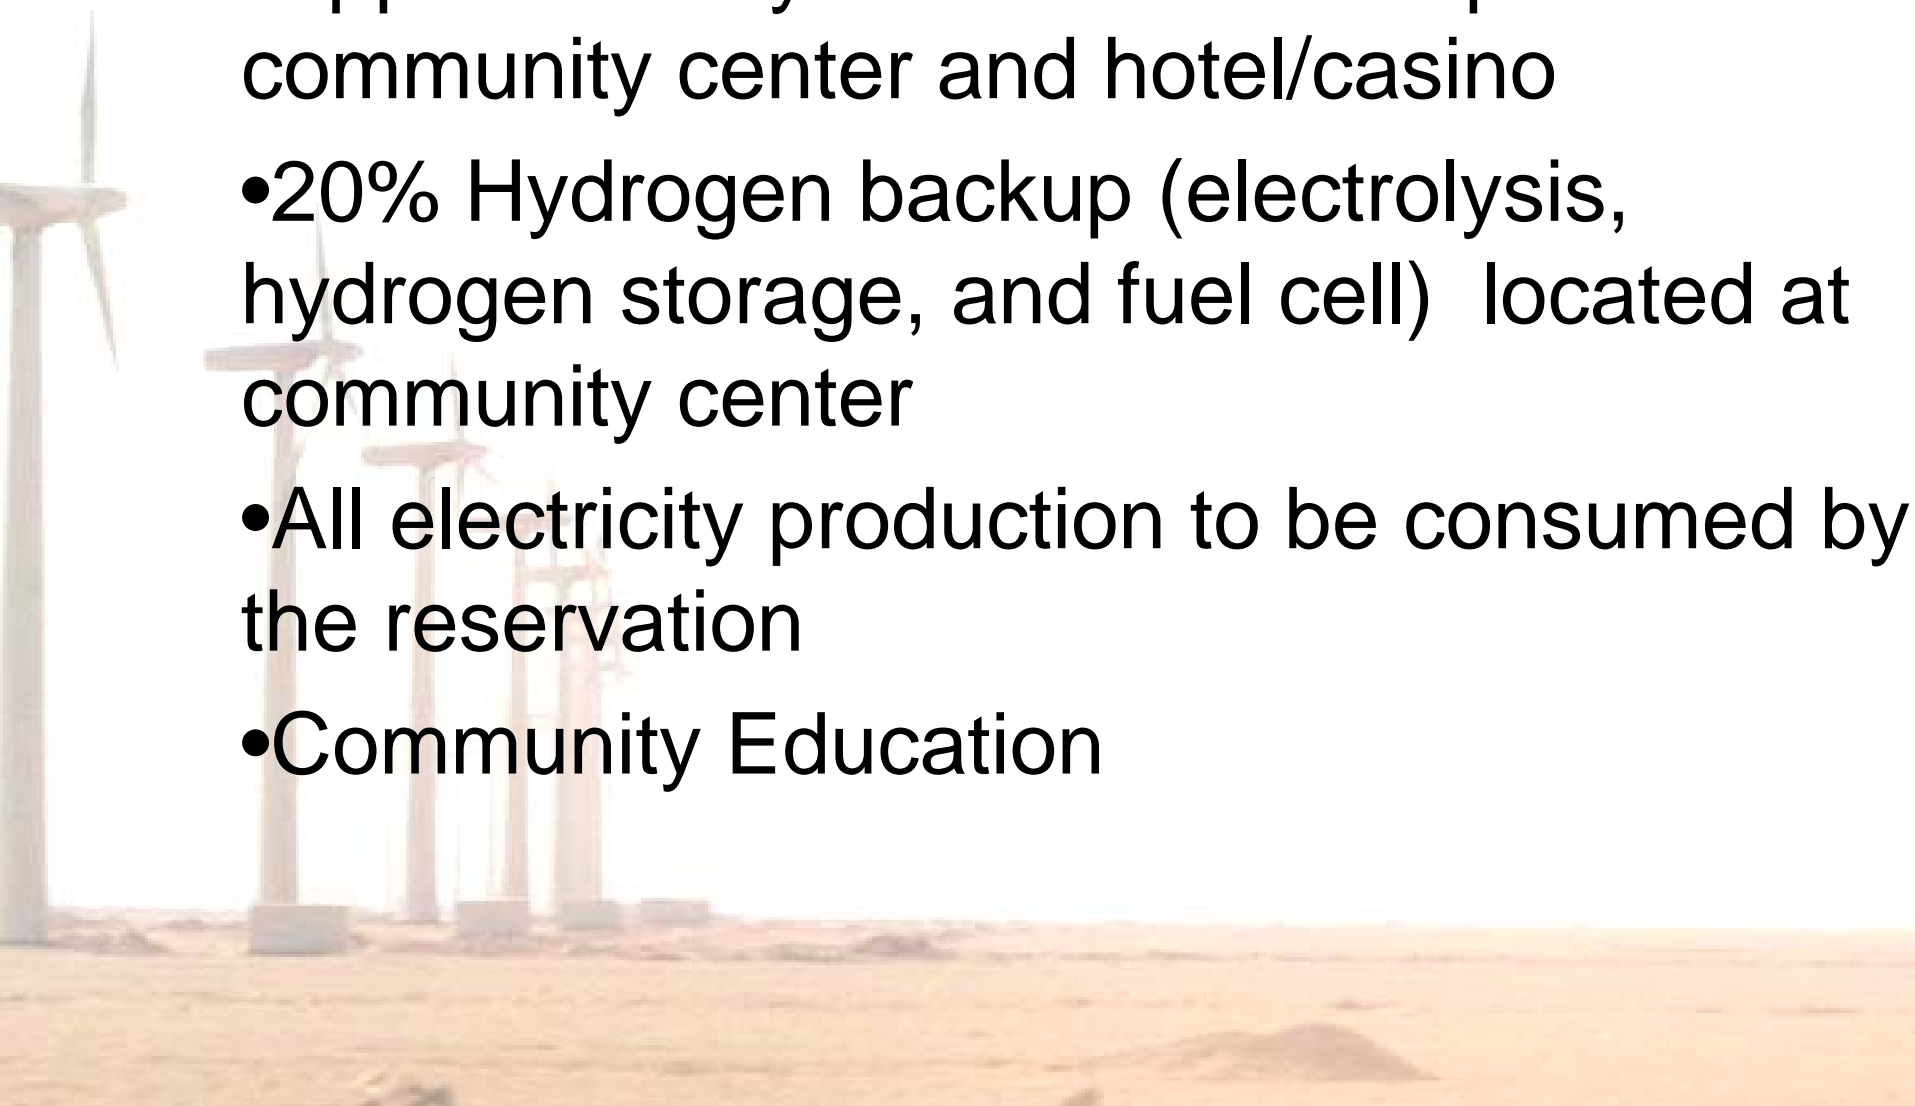 community center and hotel/casino
•20% Hydrogen backup (electrolysis,
hydrogen storage, and fuel cell)  located at
community center
•All electricity production to be consumed by
the reservation
•Community Education